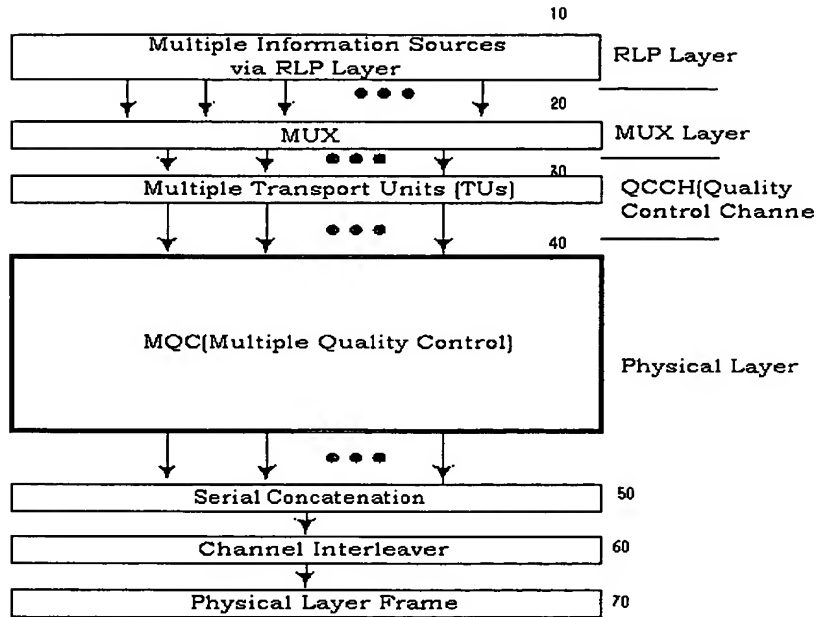 10
Multiple Information Sources
via RLP Layer
RLP Layer
20
MUX
MUX Layer
30
Multiple Transport Units (TUs)
QCCH(Quality
Control Channe
40
MQC(Multiple Quality Control)
Physical Layer
Serial Concatenation
50
Channel Interleaver
60
Physical Layer Frame
70